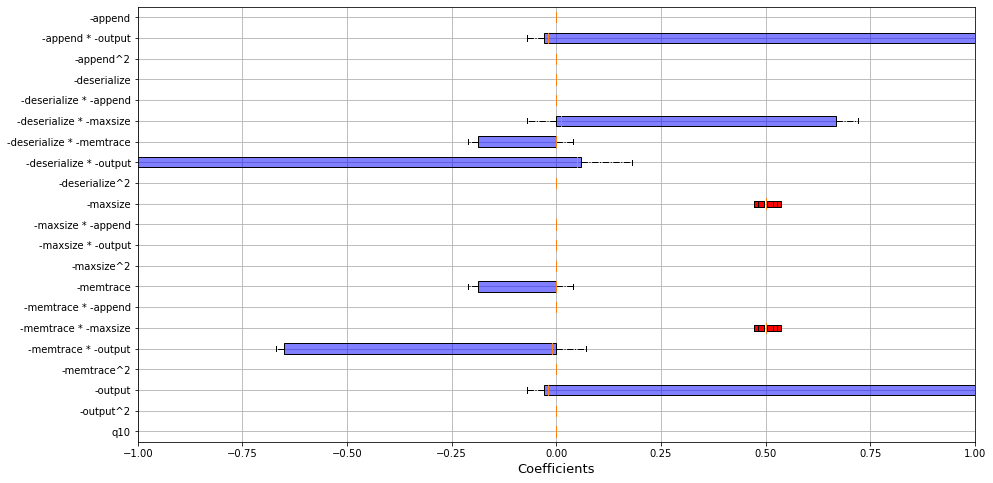 -append
-append * -output
-append^2
-deserialize
-deserialize * -append
-deserialize * -maxsize
-deserialize * -memtrace
-deserialize * -output
-deserialize^2
-maxsize
-maxsize * -append
-maxsize * -output
-maxsize^2
-memtrace
-memtrace * -append
-memtrace * -maxsize
-memtrace * -output
-memtrace^2
-output
-output^2
q10
−1.00 −0.75 −0.50 −0.25 0.00 0.25 0.50 0.75 1.00
Coefficients